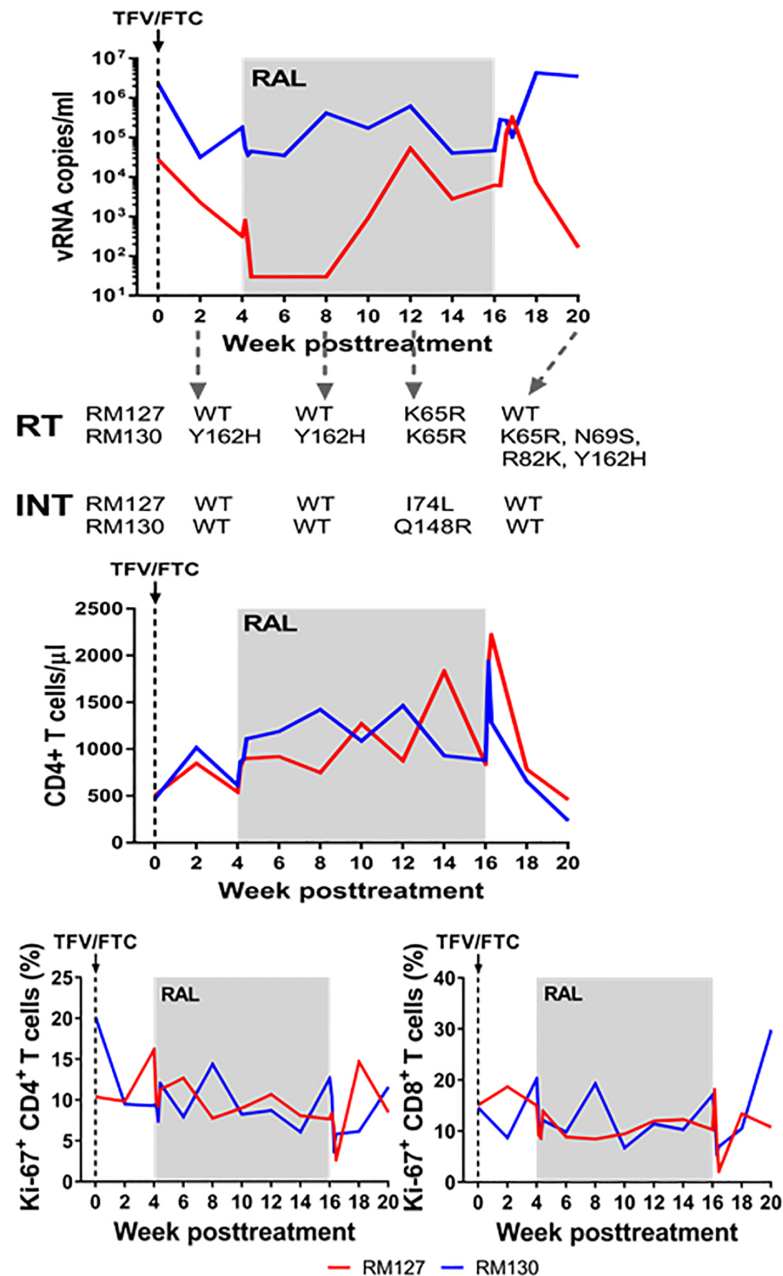 TFV/FTC
RAL
10⁷
10⁶
10⁵
10⁴
10³
10²
10¹
vRNA copies/ml
0 2 4 6 8 10 12 14 16 18 20
Week posttreatment
RT RM127 WT WT K65R WT
RM130 Y162H Y162H K65R K65R, N69S,
R82K, Y162H
INT RM127 WT WT I74L WT
RM130 WT WT Q148R WT
TFV/FTC
RAL
2500
2000
1500
1000
500
0
CD4+ T cells/µl
0 2 4 6 8 10 12 14 16 18 20
Week posttreatment
TFV/FTC
RAL
25
20
15
10
5
0
Ki-67⁺ CD4⁺ T cells (%)
0 2 4 6 8 10 12 14 16 18 20
Week posttreatment
TFV/FTC
RAL
40
30
20
10
0
Ki-67⁺ CD8⁺ T cells (%)
0 2 4 6 8 10 12 14 16 18 20
Week posttreatment
RM127 RM130